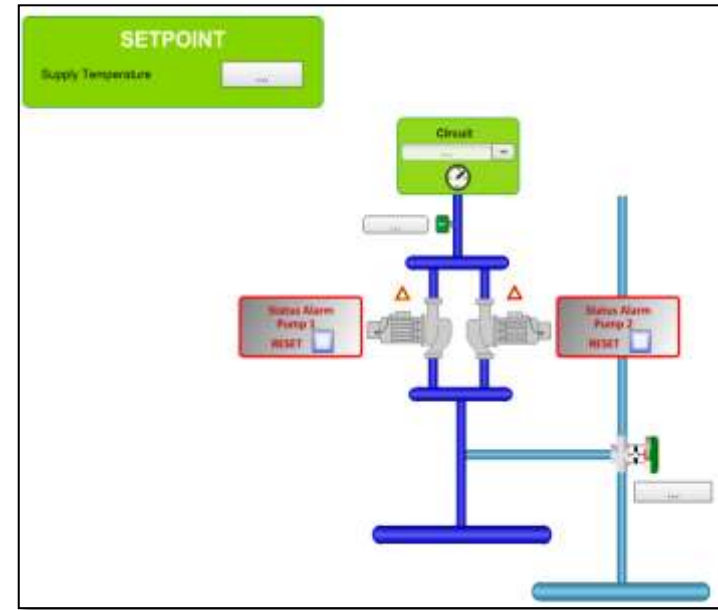 SETPOINT
Supply Temperature
...
Circuit
...
...
Status Alarm
Pump 1
RESET
Status Alarm
Pump 2
RESET
...